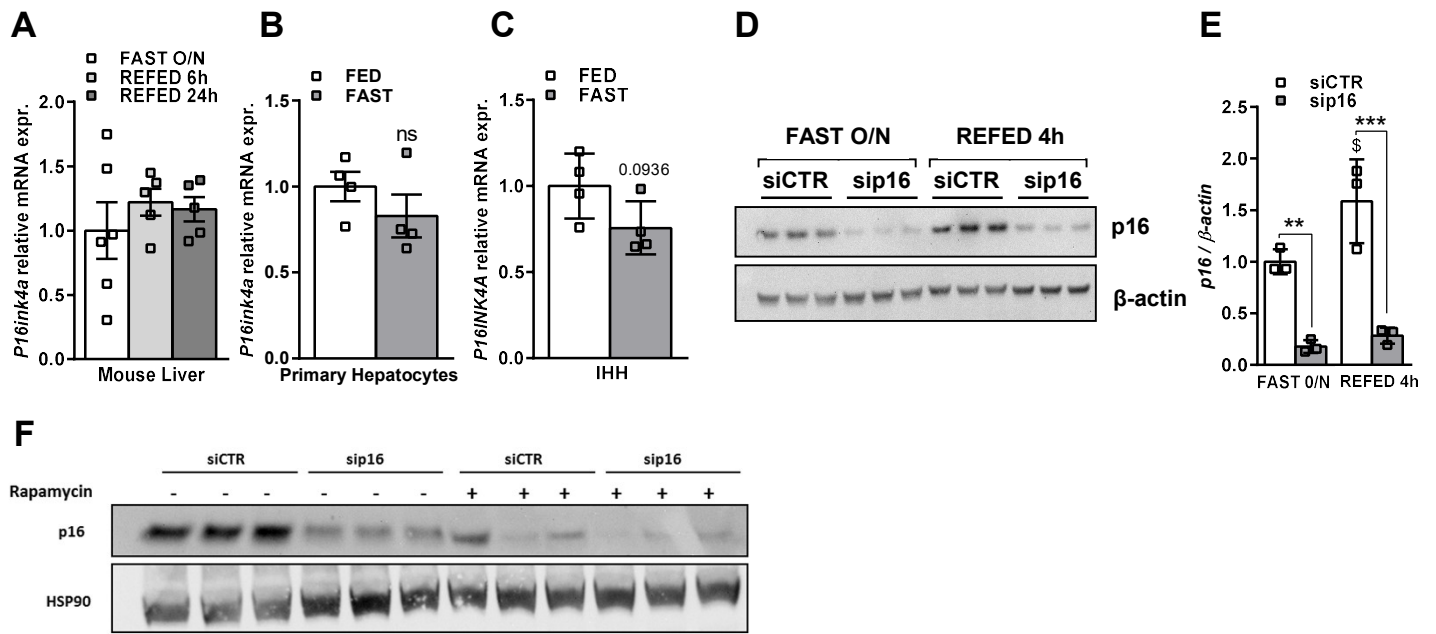 A
FAST O/N
REFED 6h
REFED 24h
P16ink4a relative mRNA expr.
2.0
1.5
1.0
0.5
0.0
Mouse Liver
B
FED
FAST
P16ink4a relative mRNA expr.
1.5
1.0
0.5
0.0
ns
Primary Hepatocytes
C
FED
FAST
P16INK4A relative mRNA expr.
1.5
1.0
0.5
0.0
0.0936
IHH
D
FAST O/N REFED 4h
siCTR sip16 siCTR sip16
p16
β-actin
E
siCTR
sip16
p16 / β-actin
2.5
2.0
1.5
1.0
0.5
0.0
**
***
$
FAST 0/N REFED 4h
F
siCTR sip16 siCTR sip16
Rapamycin - - - - - - + + + + + +
p16
HSP90